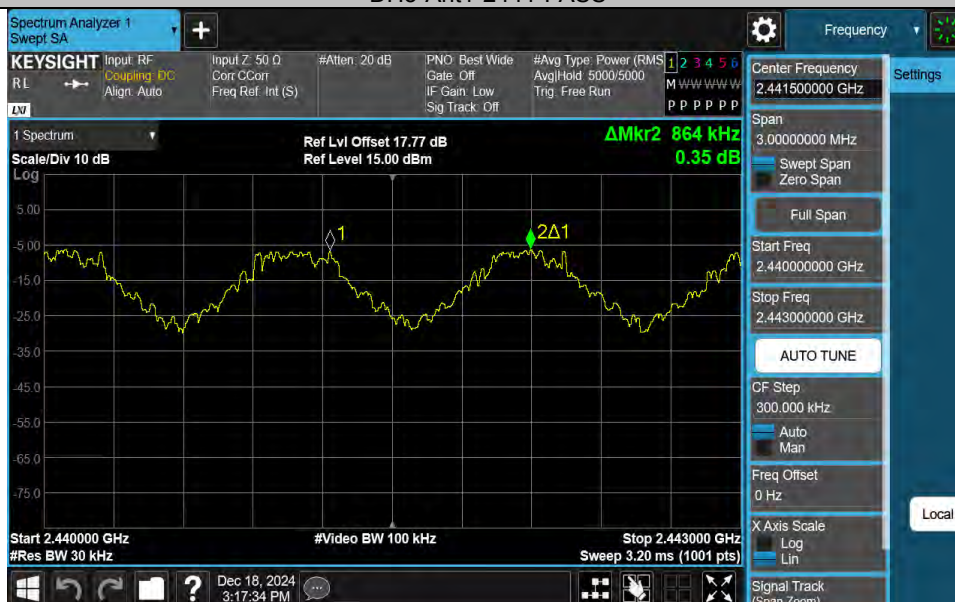 Spectrum Analyzer 1
Swept SA
+
Frequency
KEYSIGHT
RL
LXI
Input: RF
Coupling: DC
Align: Auto
Input Z: 50 Ω
Corr CCorr
Freq Ref: Int (S)
#Atten: 20 dB
PNO: Best Wide
Gate: Off
IF Gain: Low
Sig Track: Off
#Avg Type: Power (RMS
Avg|Hold: 5000/5000
Trig: Free Run
1 2 3 4 5 6
M W W W W W
P P P P P P
1 Spectrum
Scale/Div 10 dB
Log
Ref Lvl Offset 17.77 dB
Ref Level 15.00 dBm
ΔMkr2 864 kHz
0.35 dB
5.00
-5.00
-15.0
-25.0
-35.0
-45.0
-55.0
-65.0
-75.0
1
2Δ1
Start 2.440000 GHz
#Res BW 30 kHz
#Video BW 100 kHz
Stop 2.443000 GHz
Sweep 3.20 ms (1001 pts)
Dec 18, 2024
3:17:34 PM
Center Frequency
2.441500000 GHz
Span
3.00000000 MHz
Swept Span
Zero Span
Full Span
Start Freq
2.440000000 GHz
Stop Freq
2.443000000 GHz
AUTO TUNE
CF Step
300.000 kHz
Auto
Man
Freq Offset
0 Hz
X Axis Scale
Log
Lin
Signal Track
(Span Zoom)
Settings
Local